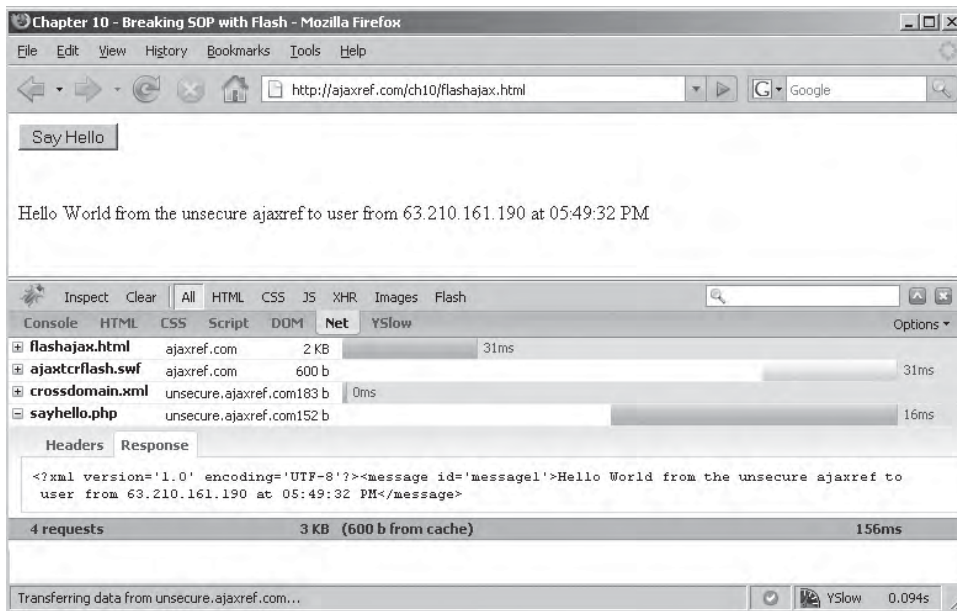 Chapter 10 - Breaking SOP with Flash - Mozilla Firefox
File Edit View History Bookmarks Tools Help
http://ajaxref.com/ch10/flashajax.html G Google
Say Hello
Hello World from the unsecure ajaxref to user from 63.210.161.190 at 05:49:32 PM
Inspect Clear All HTML CSS JS XHR Images Flash
Console HTML CSS Script DOM Net YSlow Options
flashajax.html ajaxref.com 2 KB 31ms
ajaxtcrflash.swf ajaxref.com 600 b 31ms
crossdomain.xml unsecure.ajaxref.com 183 b 0ms
sayhello.php unsecure.ajaxref.com 152 b 16ms
Headers Response
<?xml version='1.0' encoding='UTF-8'?><message id='message1'>Hello World from the unsecure ajaxref to
user from 63.210.161.190 at 05:49:32 PM</message>
4 requests 3 KB (600 b from cache) 156ms
Transferring data from unsecure.ajaxref.com... YSlow 0.094s